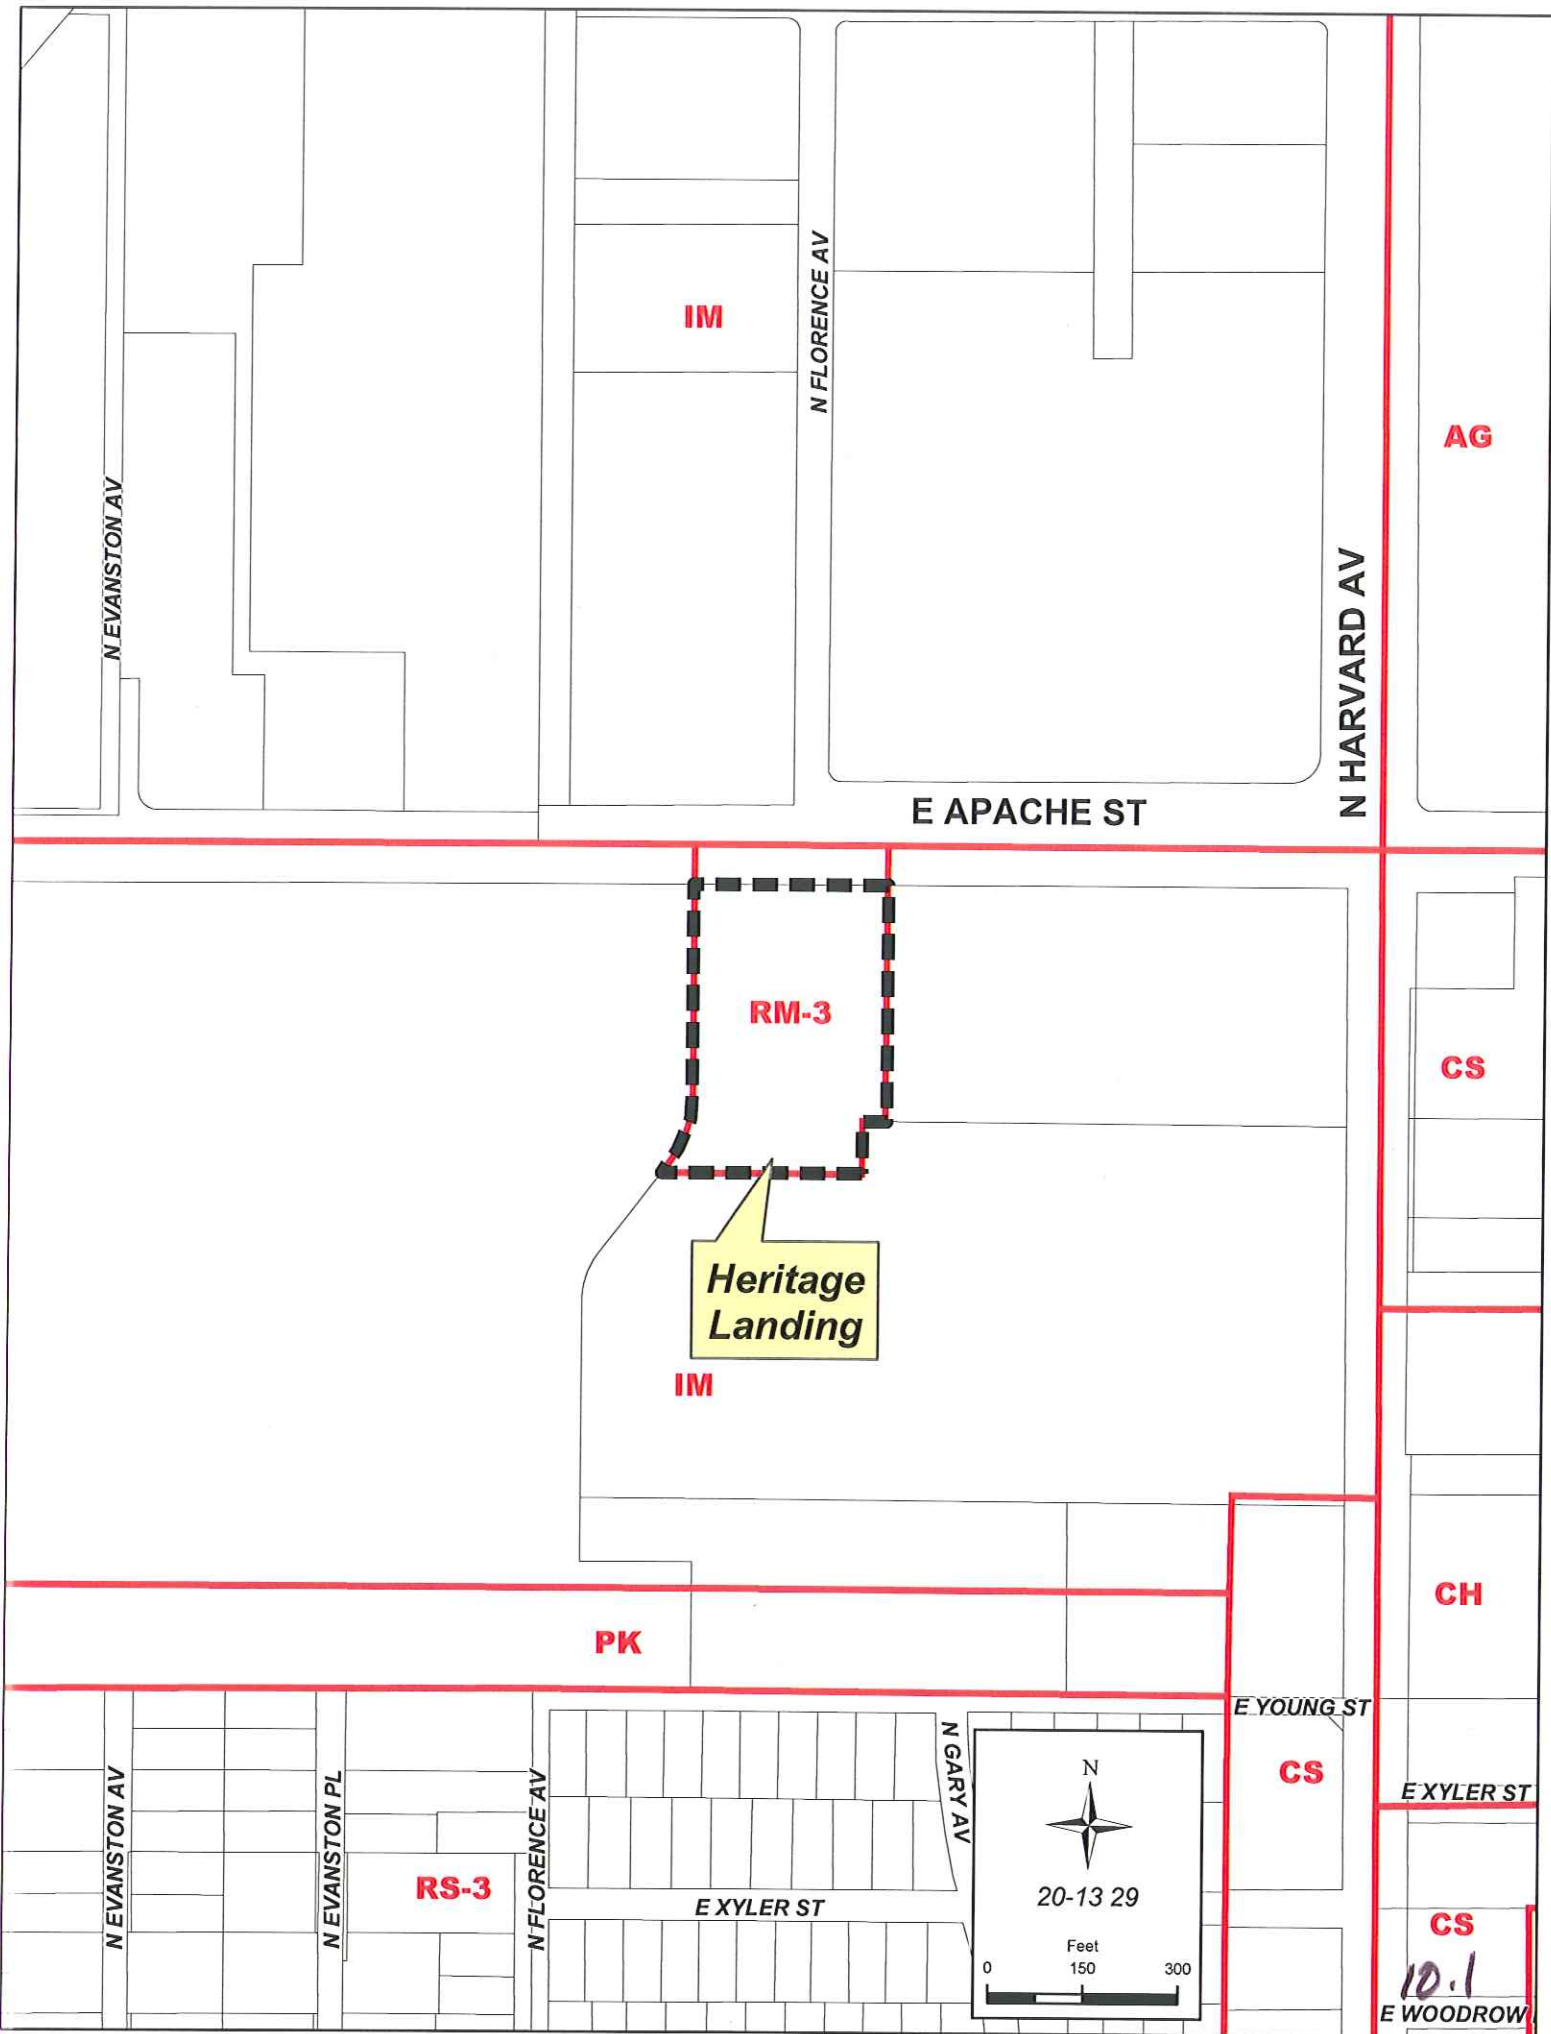 IM
N FLORENCE AV
AG
N EVANSTON AV
N HARVARD AV
E APACHE ST
RM-3
CS
Heritage
Landing
IM
CH
PK
E YOUNG ST
N GARY AV
CS
N EVANSTON AV
N EVANSTON PL
N FLORENCE AV
E XYLER ST
RS-3
E XYLER ST
N
20-13 29
Feet
0 150 300
CS
10.1
E WOODROW